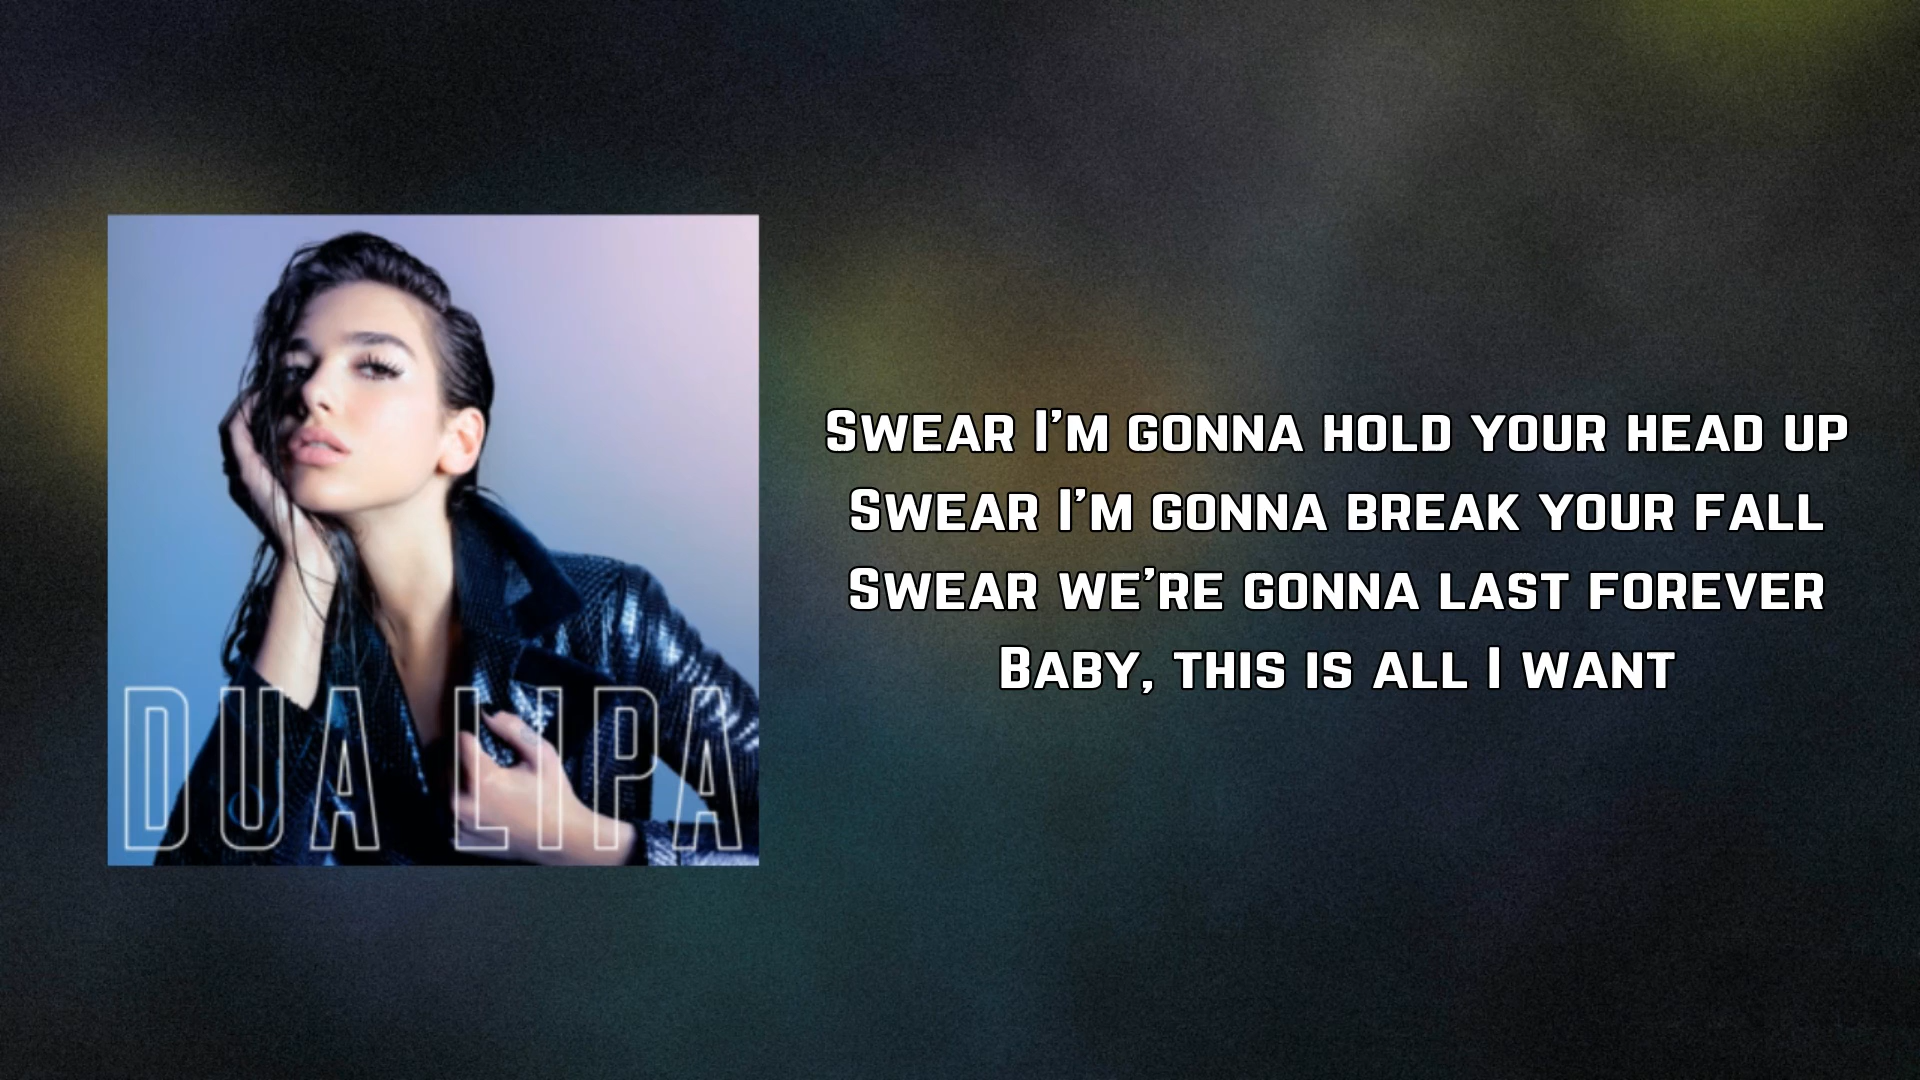 DUA LIPA
Swear I'm gonna hold your head up
Swear I'm gonna break your fall
Swear we're gonna last forever
Baby, this is all I want